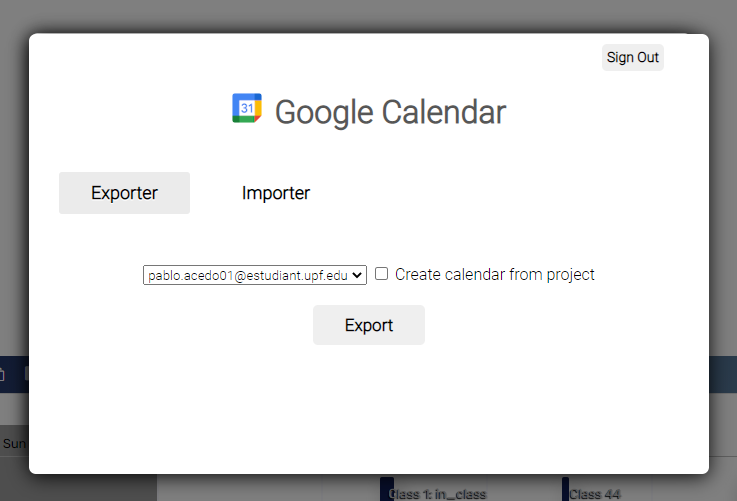 Sign Out
31 Google Calendar
Exporter Importer
pablo.acedo01@estudiant.upf.edu Create calendar from project
Export
Sun
Class 1: in_class Class 44